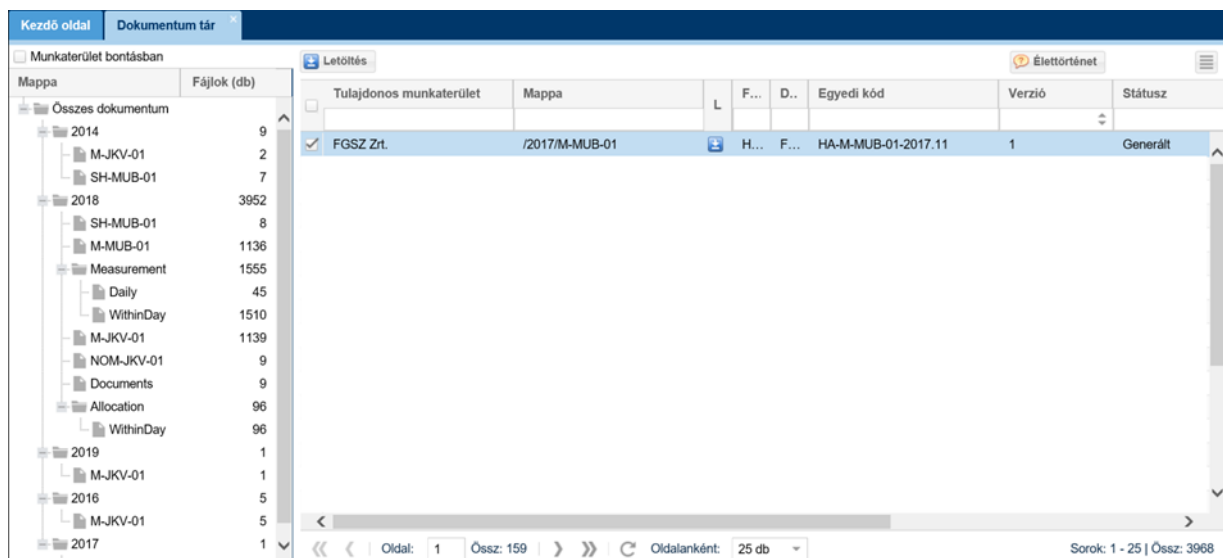 Kezdő oldal Dokumentum tár
Munkaterület bontásban
Mappa Fájlok (db)
Összes dokumentum
2014 9
M-JKV-01 2
SH-MUB-01 7
2018 3952
SH-MUB-01 8
M-MUB-01 1136
Measurement 1555
Daily 45
WithinDay 1510
M-JKV-01 1139
NOM-JKV-01 9
Documents 9
Allocation 96
WithinDay 96
2019 1
M-JKV-01 1
2016 5
M-JKV-01 5
2017 1
Letöltés Élettörténet
Tulajdonos munkaterület Mappa L F... D.. Egyedi kód Verzió Státusz
FGSZ Zrt. /2017/M-MUB-01 H... F... HA-M-MUB-01-2017.11 1 Generált
Oldal: 1 Össz: 159 Oldalanként: 25 db Sorok: 1 - 25 | Össz: 3968